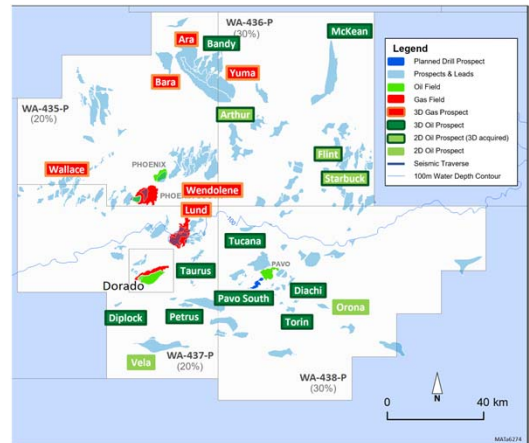 WA-436-P
(30%)
Ara
Bandy
McKean
Bara
Yuma
WA-435-P
(20%)
Arthur
Flint
Starbuck
Wallace
PHOENIX
Wendolene
Lund
-100
Tucana
Taurus
PAVO
Dorado
Pavo South
Diachi
Orona
Diplock
Petrus
Torin
Vela
WA-437-P
(20%)
WA-438-P
(30%)
Legend
Planned Drill Prospect
Prospects & Leads
Oil Field
Gas Field
3D Gas Prospect
3D Oil Prospect
2D Oil Prospect (3D acquired)
2D Oil Prospect
Seismic Traverse
100m Water Depth Contour
N
0
40 km